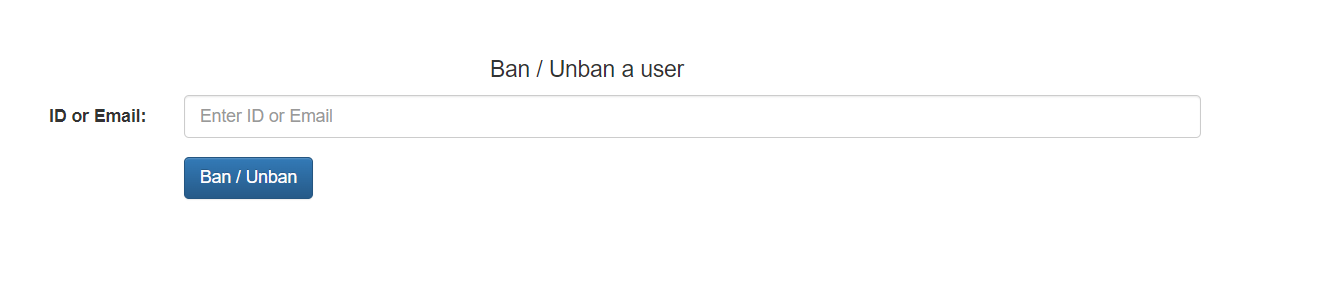 Ban / Unban a user
ID or Email:
Enter ID or Email
Ban / Unban